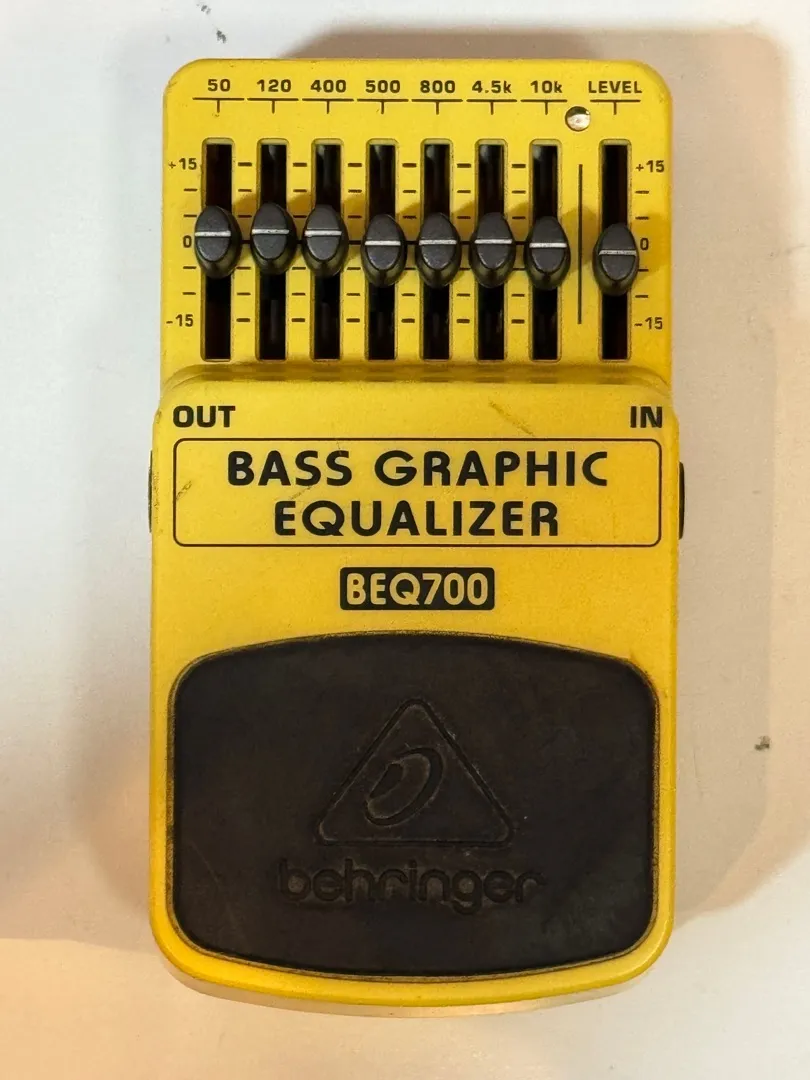 50 120 400 500 800 4.5k 10k LEVEL
+15 +15
0 0
-15 -15
OUT IN
BASS GRAPHIC
EQUALIZER
BEQ700
behringer